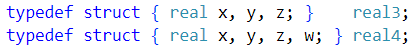 typedef struct { real x, y, z; }    real3;
typedef struct { real x, y, z, w; } real4;